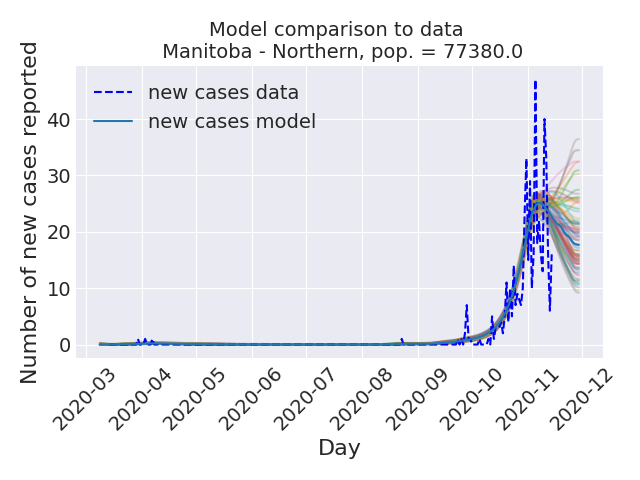 Model comparison to data
Manitoba - Northern, pop. = 77380.0
new cases data
new cases model
Number of new cases reported
40
30
20
10
0
2020-03
2020-04
2020-05
2020-06
2020-07
2020-08
2020-09
2020-10
2020-11
2020-12
Day